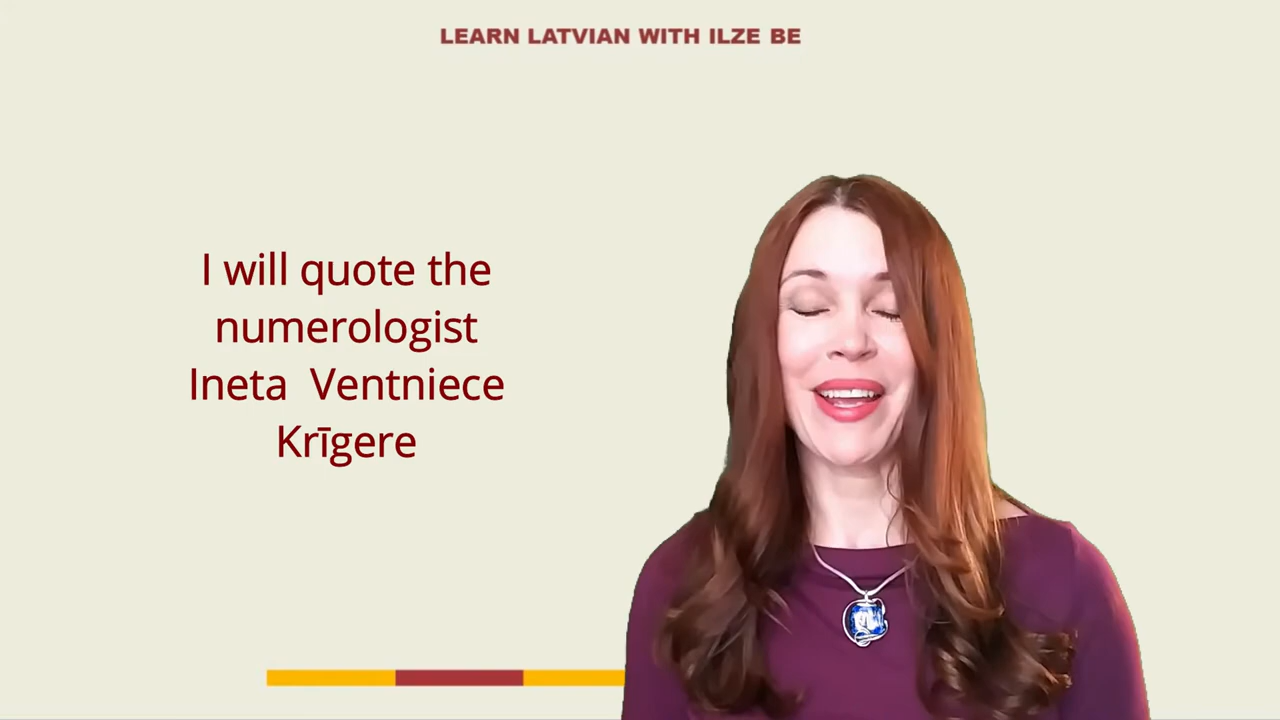 LEARN LATVIAN WITH ILZE BE
I will quote the
numerologist
Ineta  Ventniece
Krīgere